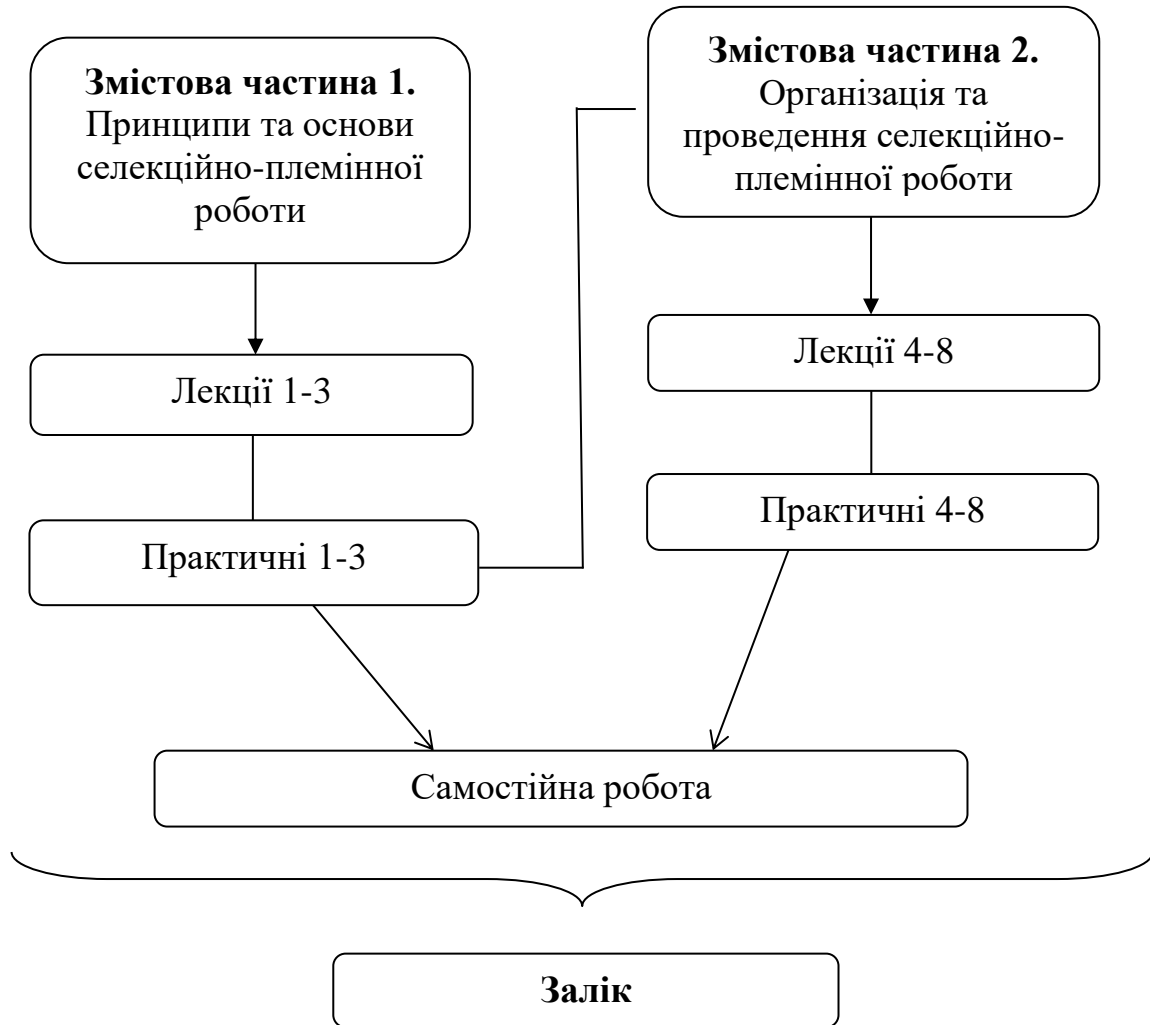 Змістова частина 1.
Принципи та основи
селекційно-племінної
роботи
Лекції 1-3
Практичні 1-3
Змістова частина 2.
Організація та
проведення селекційно-
племінної роботи
Лекції 4-8
Практичні 4-8
Самостійна робота
Залік